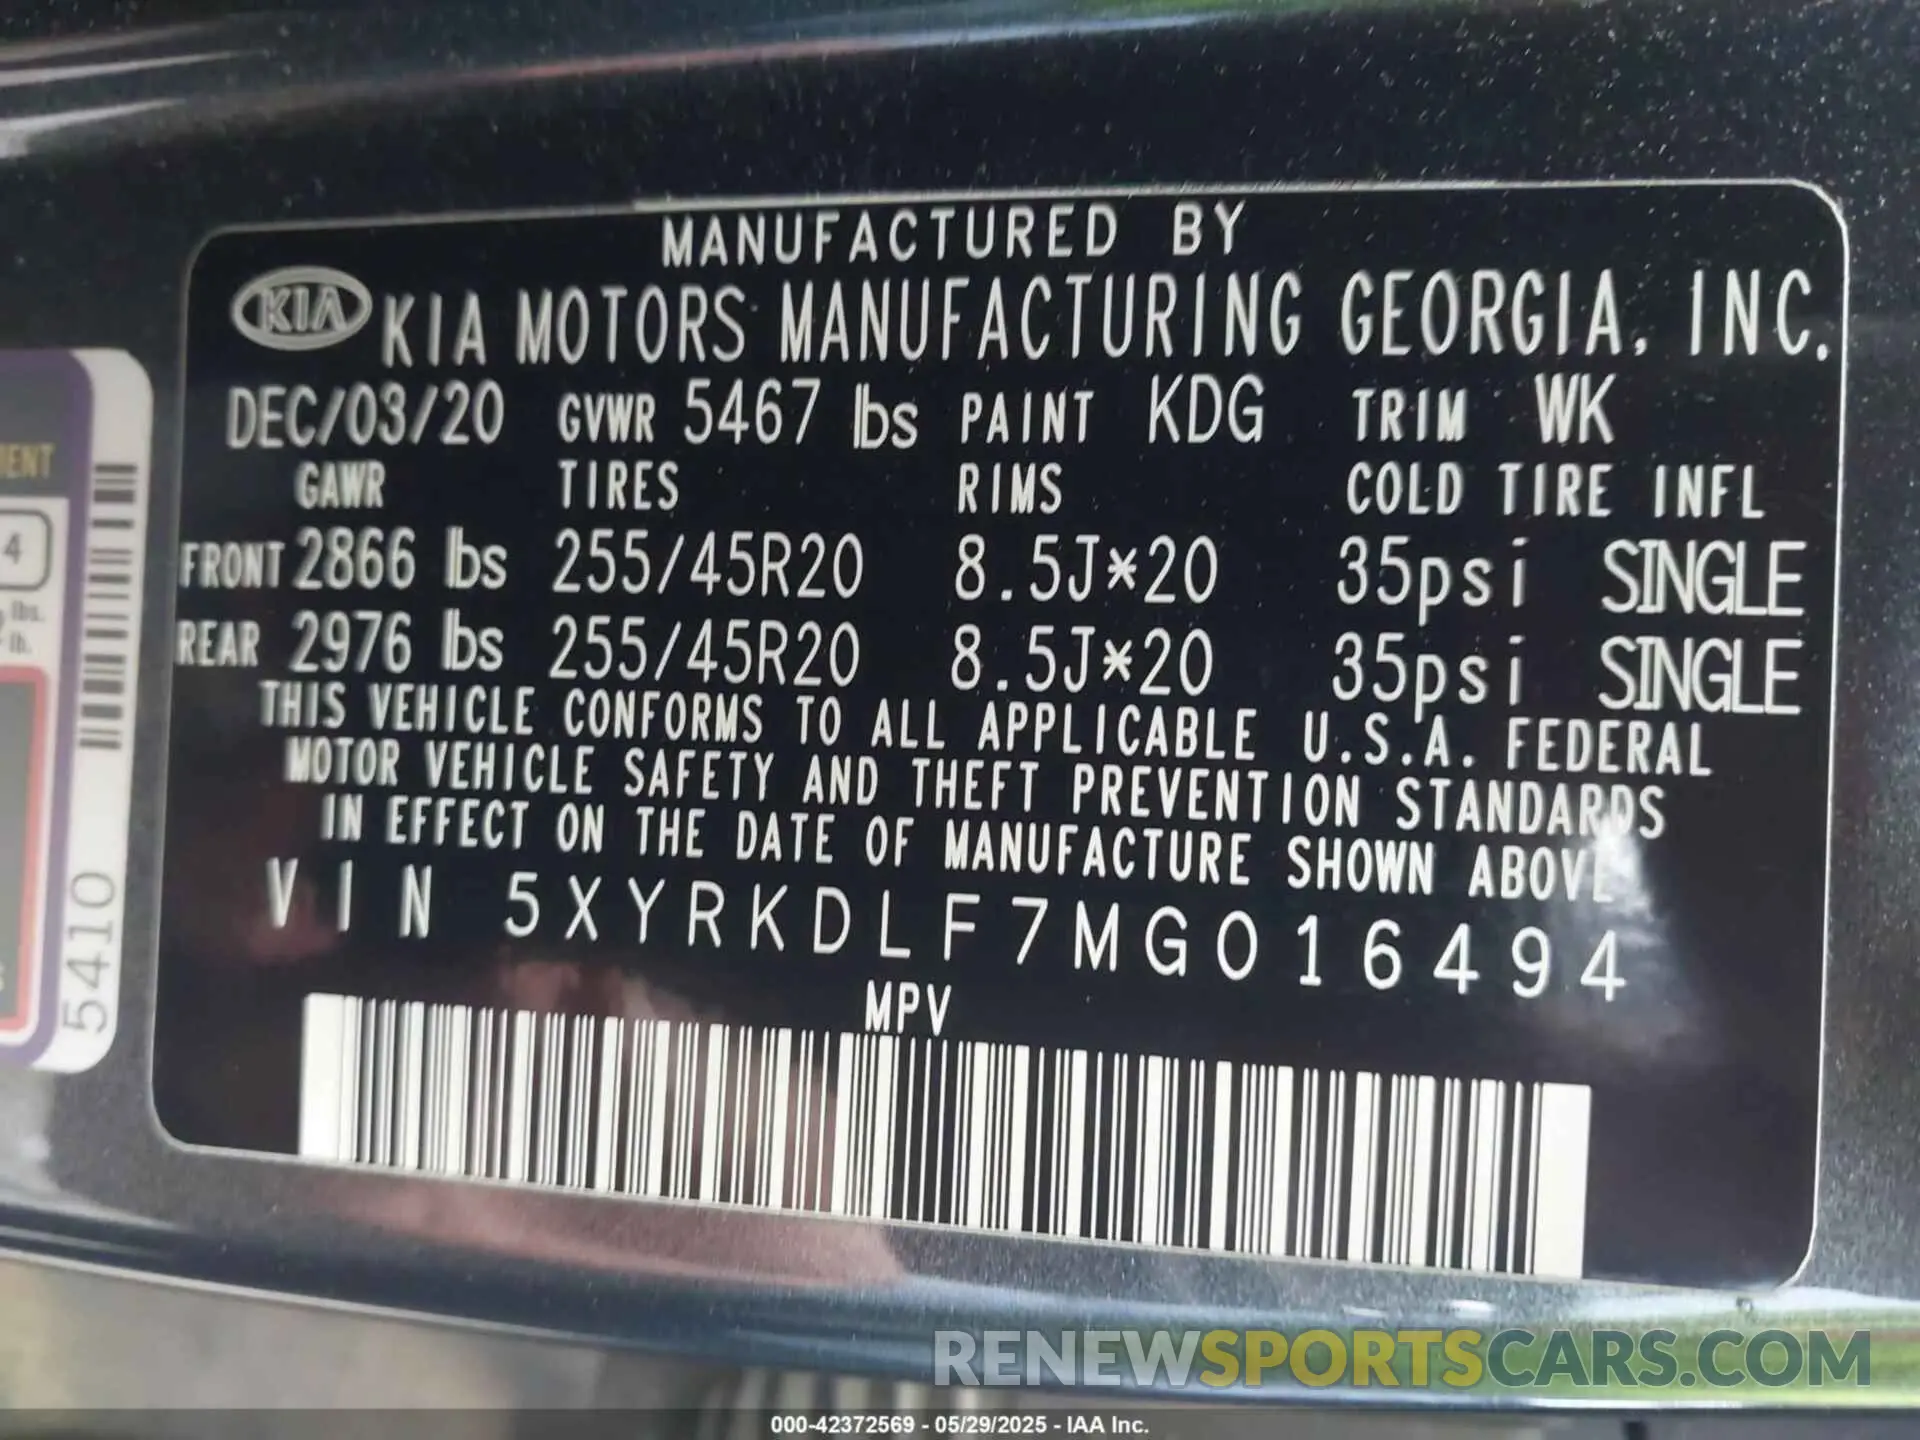 MANUFACTURED BY
KIA KIA MOTORS MANUFACTURING GEORGIA, INC.
DEC/03/20 GVWR 5467 lbs PAINT KDG TRIM WK
GAWR TIRES RIMS COLD TIRE INFL
FRONT 2866 lbs 255/45R20 8.5J*20 35psi SINGLE
REAR 2976 lbs 255/45R20 8.5J*20 35psi SINGLE
THIS VEHICLE CONFORMS TO ALL APPLICABLE U.S.A. FEDERAL
MOTOR VEHICLE SAFETY AND THEFT PREVENTION STANDARDS
IN EFFECT ON THE DATE OF MANUFACTURE SHOWN ABOVE
VIN 5XYRKDLF7MG016494
MPV
4
lbs.
lb.
5410
RENEWSPORTSCARS.COM
000-42372569 - 05/29/2025 - IAA Inc.